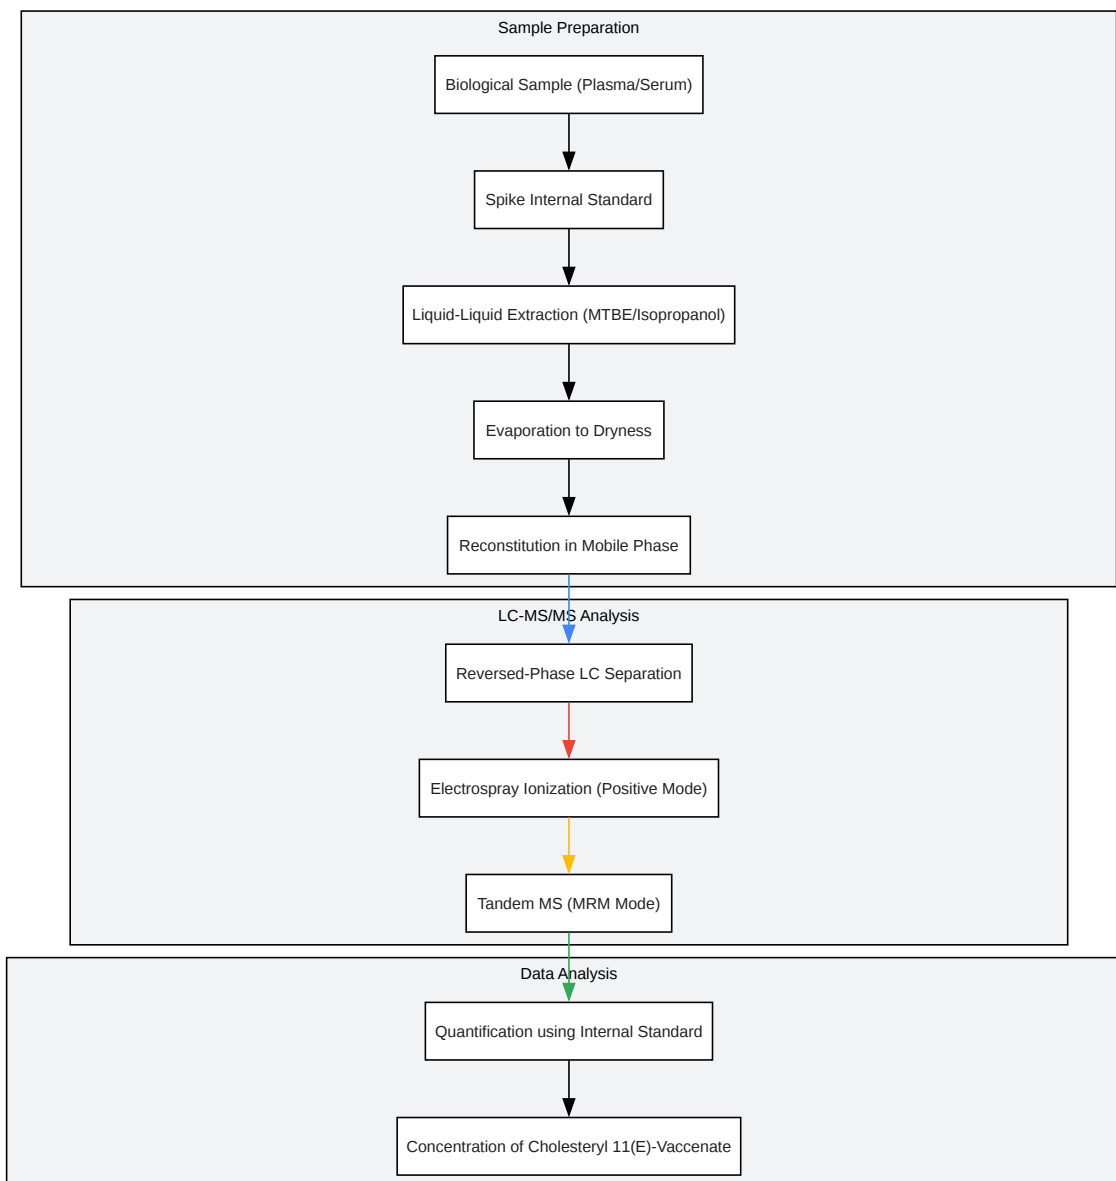 Sample Preparation
Biological Sample (Plasma/Serum)
Spike Internal Standard
Liquid-Liquid Extraction (MTBE/Isopropanol)
Evaporation to Dryness
Reconstitution in Mobile Phase
LC-MS/MS Analysis
Reversed-Phase LC Separation
Electrospray Ionization (Positive Mode)
Tandem MS (MRM Mode)
Data Analysis
Quantification using Internal Standard
Concentration of Cholesteryl 11(E)-Vaccenate